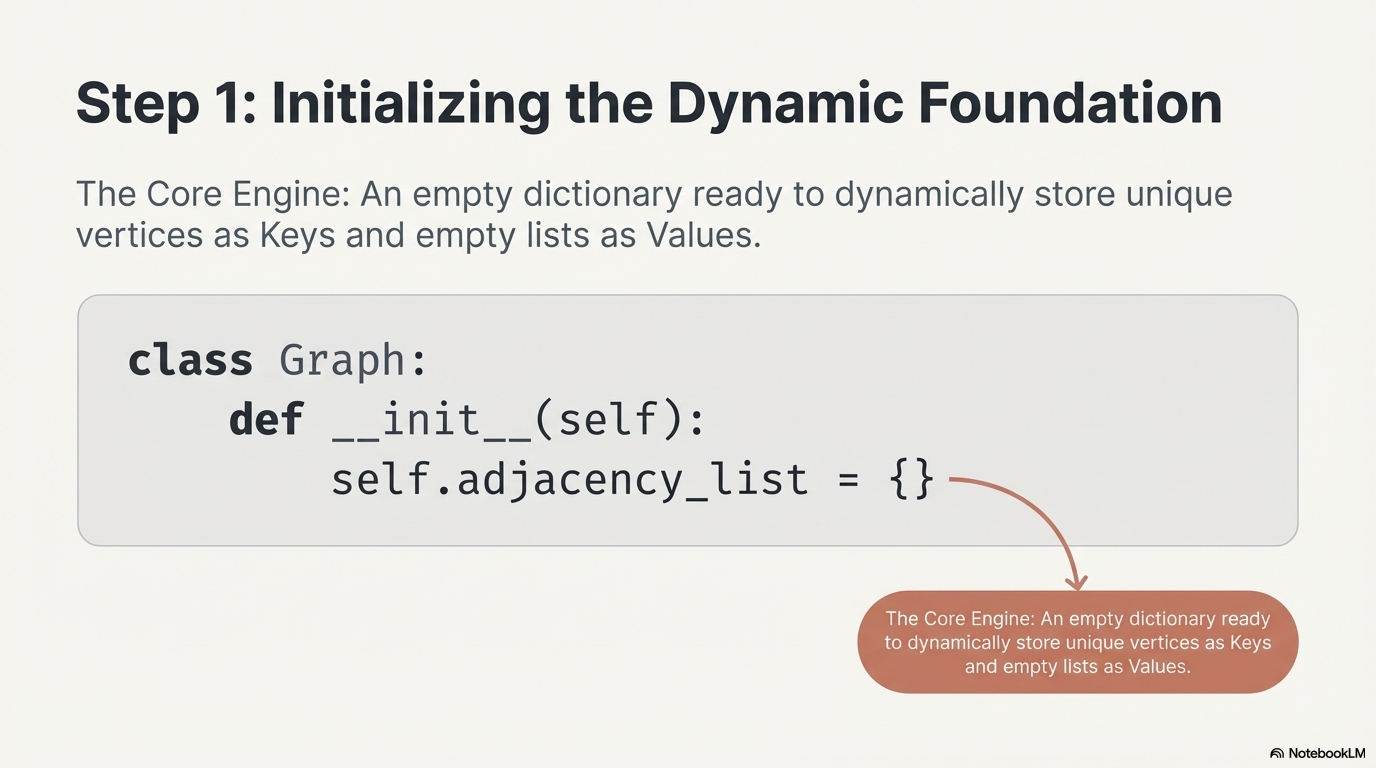 Step 1: Initializing the Dynamic Foundation
The Core Engine: An empty dictionary ready to dynamically store unique
vertices as Keys and empty lists as Values.
class Graph:
    def __init__(self):
        self.adjacency_list = {}
The Core Engine: An empty dictionary ready
to dynamically store unique vertices as Keys
and empty lists as Values.
NotebookLM